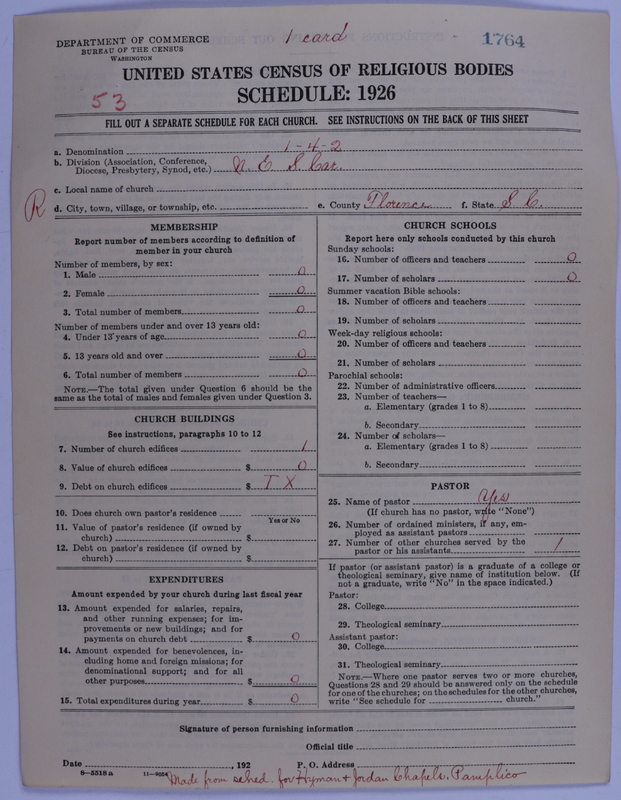 DEPARTMENT OF COMMERCE
BUREAU OF THE CENSUS
WASHINGTON
1 card
1764
UNITED STATES CENSUS OF RELIGIOUS BODIES
53
SCHEDULE: 1926
FILL OUT A SEPARATE SCHEDULE FOR EACH CHURCH. SEE INSTRUCTIONS ON THE BACK OF THIS SHEET
a. Denomination 1-4-2
b. Division (Association, Conference,
Diocese, Presbytery, Synod, etc.) N. E. S. Car.
c. Local name of church
R
d. City, town, village, or township, etc. e. County Florence f. State S. C.
MEMBERSHIP
Report number of members according to definition of
member in your church
Number of members, by sex:
1. Male 0
2. Female 0
3. Total number of members 0
Number of members under and over 13 years old:
4. Under 13 years of age 0
5. 13 years old and over 0
6. Total number of members 0
NOTE.—The total given under Question 6 should be the
same as the total of males and females given under Question 3.
CHURCH BUILDINGS
See instructions, paragraphs 10 to 12
7. Number of church edifices 1
8. Value of church edifices $ 0
9. Debt on church edifices $ T X
10. Does church own pastor's residence
Yes or No
11. Value of pastor's residence (if owned by
church) $
12. Debt on pastor's residence (if owned by
church) $
EXPENDITURES
Amount expended by your church during last fiscal year
13. Amount expended for salaries, repairs,
and other running expenses; for im-
provements or new buildings; and for
payments on church debt $ 0
14. Amount expended for benevolences, in-
cluding home and foreign missions; for
denominational support; and for all
other purposes $ 0
15. Total expenditures during year $ 0
CHURCH SCHOOLS
Report here only schools conducted by this church
Sunday schools:
16. Number of officers and teachers 0
17. Number of scholars 0
Summer vacation Bible schools:
18. Number of officers and teachers
19. Number of scholars
Week-day religious schools:
20. Number of officers and teachers
21. Number of scholars
Parochial schools:
22. Number of administrative officers
23. Number of teachers—
a. Elementary (grades 1 to 8)
b. Secondary
24. Number of scholars—
a. Elementary (grades 1 to 8)
b. Secondary
PASTOR
25. Name of pastor Yes
(If church has no pastor, write "None")
26. Number of ordained ministers, if any, em-
ployed as assistant pastors
27. Number of other churches served by the
pastor or his assistants 1
If pastor (or assistant pastor) is a graduate of a college or
theological seminary, give name of institution below. (If
not a graduate, write "No" in the space indicated.)
Pastor:
28. College
29. Theological seminary
Assistant pastor:
30. College
31. Theological seminary
NOTE.—Where one pastor serves two or more churches,
Questions 28 and 29 should be answered only on the schedule
for one of the churches; on the schedules for the other churches,
write "See schedule for church."
Signature of person furnishing information
Official title
Date , 192 P. O. Address
8—5518 a 11—9054 Made from sched. for Hyman + Jordan Chapels. Pamplico